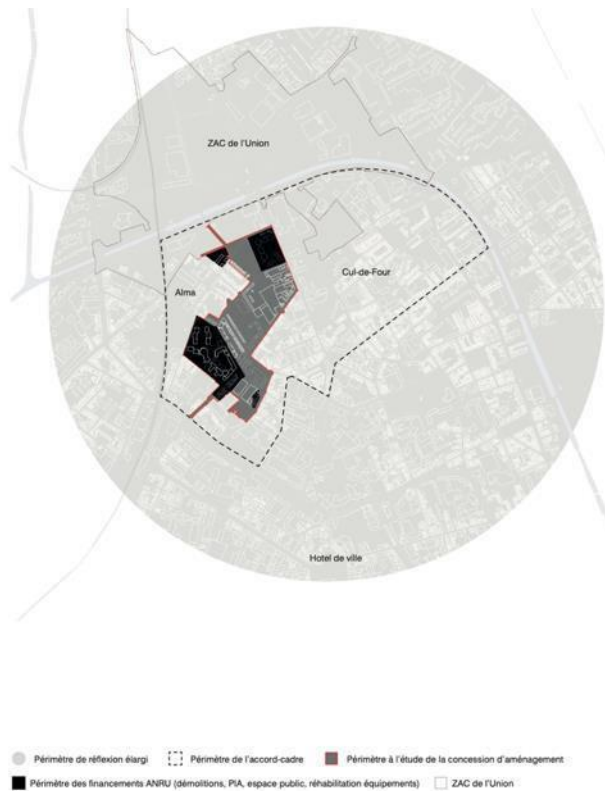 ZAC de l'Union
Cul-de-Four
Alma
Hotel de ville
Périmètre de réflexion élargi Périmètre de l'accord-cadre Périmètre à l'étude de la concession d'aménagement
Périmètre des financements ANRU (démolitions, PIA, espace public, réhabilitation équipements) ZAC de l'Union